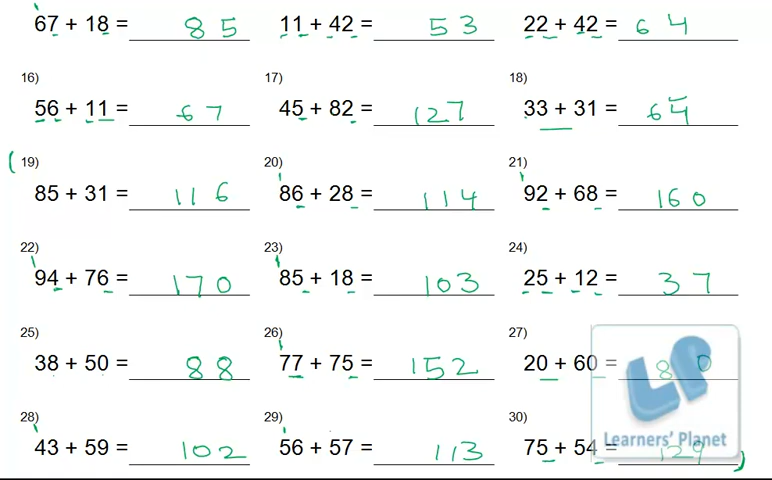 67 + 18 = 85 11 + 42 = 53 22 + 42 = 64
16) 17) 18)
56 + 11 = 67 45 + 82 = 127 33 + 31 = 64
( 19) 20) 21)
85 + 31 = 116 86 + 28 = 114 92 + 68 = 160
22) 23) 24)
94 + 76 = 170 85 + 18 = 103 25 + 12 = 37
25) 26) 27)
38 + 50 = 88 77 + 75 = 152 20 + 60 = 80
28) 29) 30)
43 + 59 = 102 56 + 57 = 113 75 + 54 = 129 )
LP
Learners' Planet